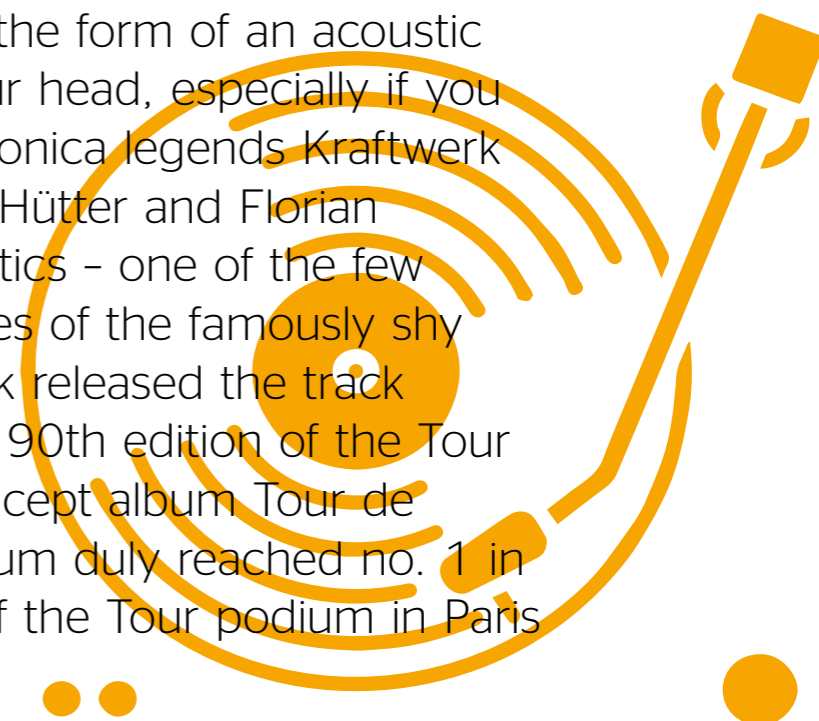 the form of an acoustic
r head, especially if you
onica legends Kraftwerk
Hütter and Florian
tics – one of the few
es of the famously shy
k released the track
90th edition of the Tour
cept album Tour de
um duly reached no. 1 in
f the Tour podium in Paris